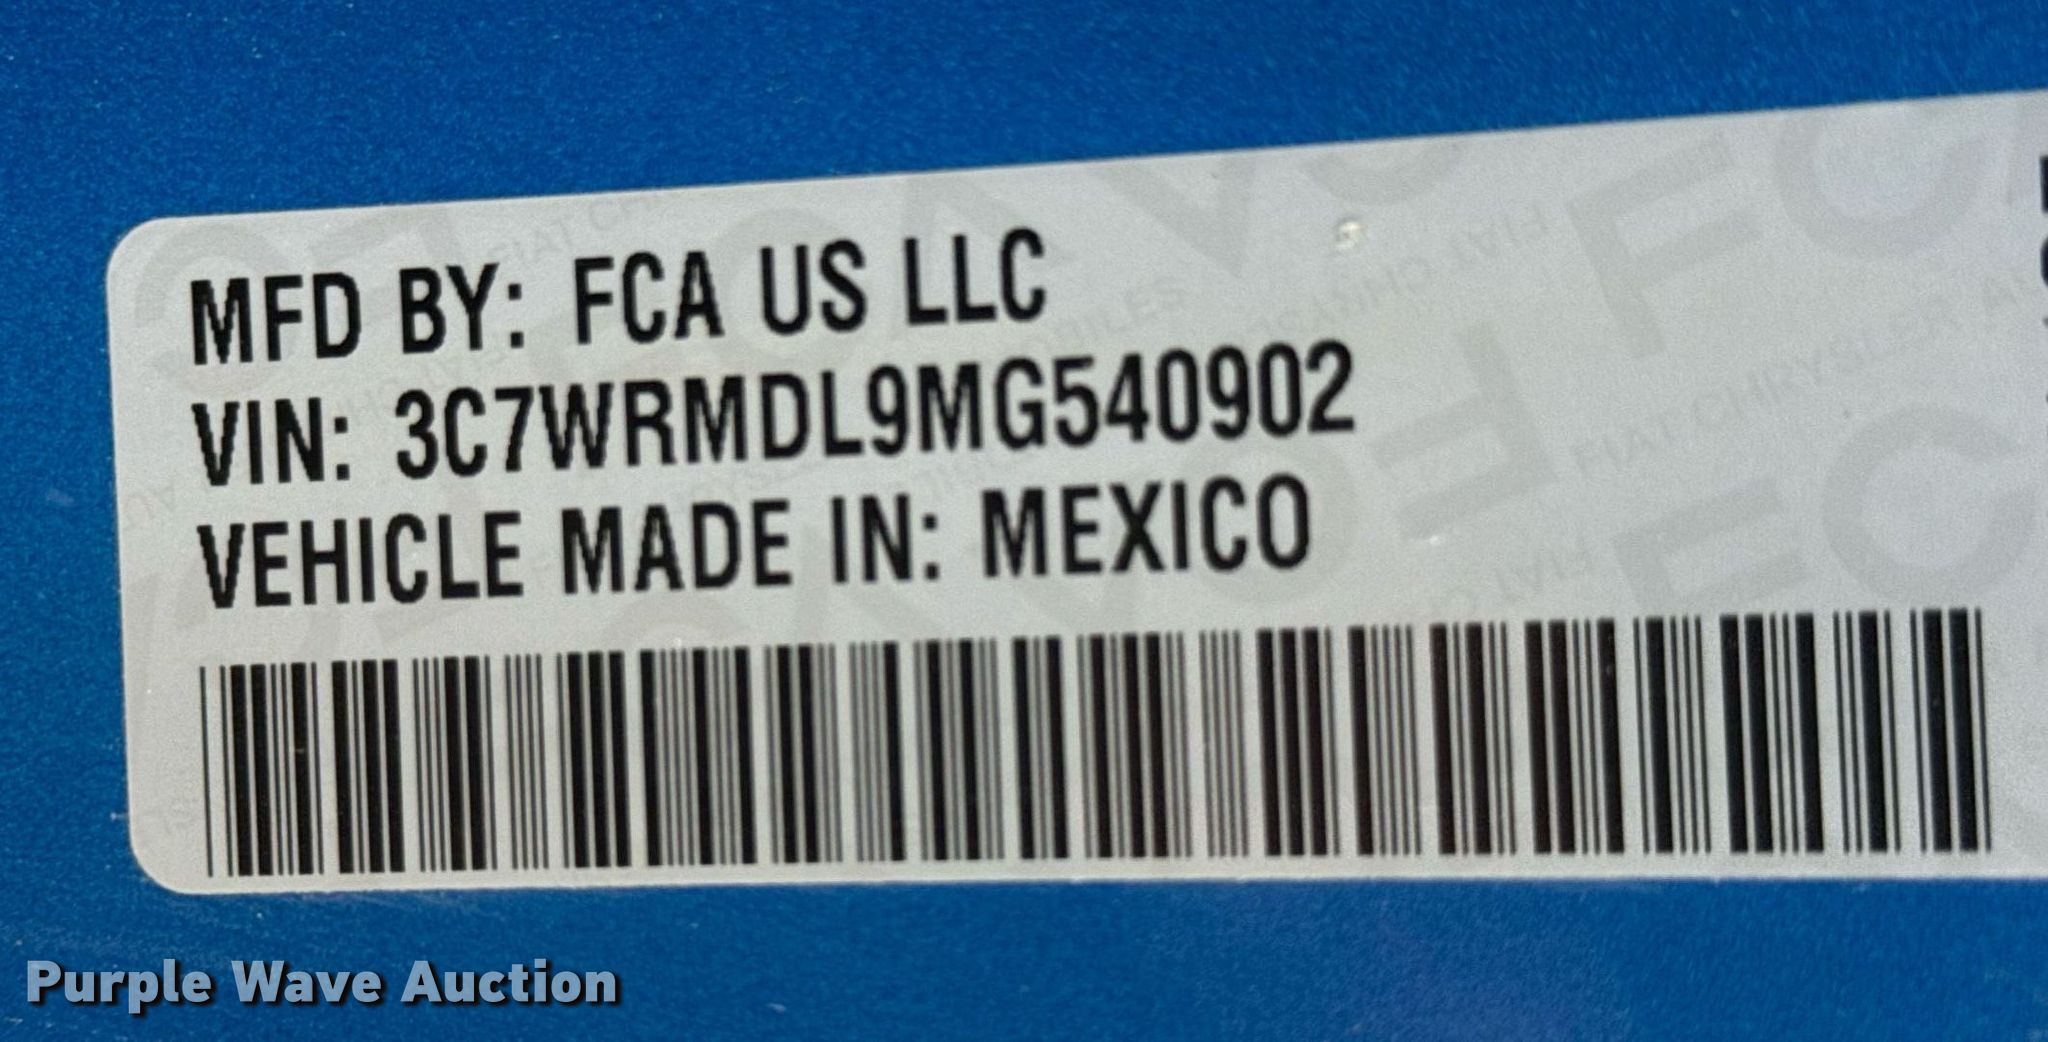 MFD BY: FCA US LLC
VIN: 3C7WRMDL9MG540902
VEHICLE MADE IN: MEXICO
Purple Wave Auction